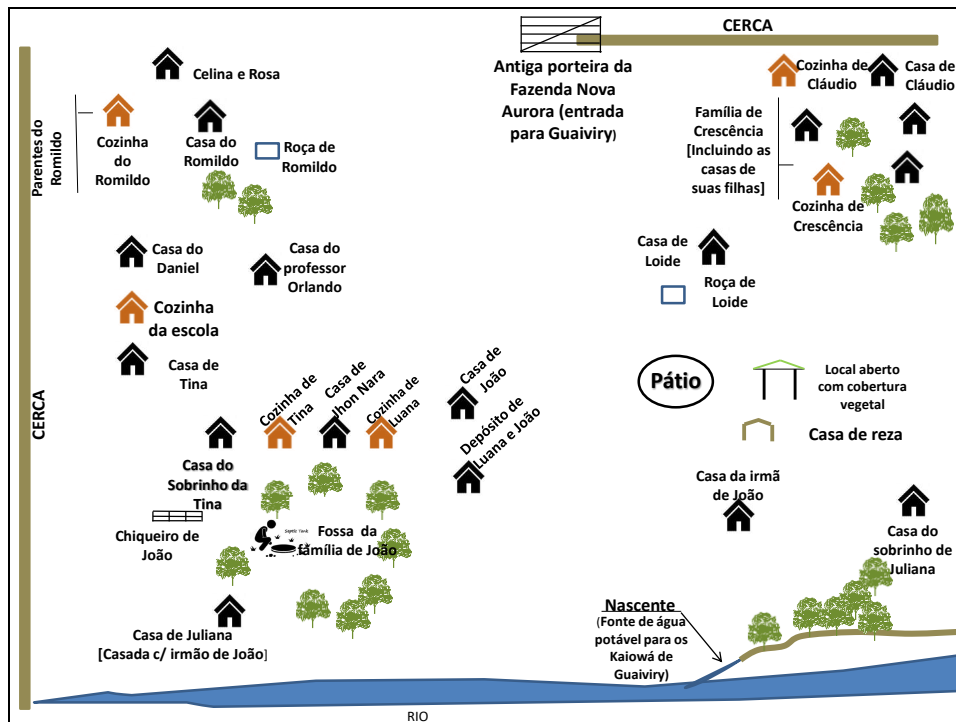 CERCA
Antiga porteira da
Fazenda Nova
Aurora (entrada
para Guaiviry)
Celina e Rosa
Cozinha de
Cláudio
Casa de
Cláudio
Parentes do
Romildo
Cozinha
do
Romildo
Casa do
Romildo
Roça de
Romildo
Família de
Crescência
[Incluindo as
casas de
suas filhas]
Cozinha de
Crescência
Casa do
Daniel
Casa do
professor
Orlando
Casa de
Loide
Roça de
Loide
Cozinha
da escola
Casa de
Tina
CERCA
Cozinha de
Tina
Casa de
Jhon Nara
Cozinha de
Luana
Casa de
João
Depósito de
Luana e João
Pátio
Local aberto
com cobertura
vegetal
Casa de reza
Casa do
Sobrinho da
Tina
Casa da irmã
de João
Chiqueiro de
João
Septic Tank
Fossa da
família de João
Casa do
sobrinho de
Juliana
Casa de Juliana
[Casada c/ irmão de João]
Nascente
(Fonte de água
potável para os
Kaiowá de
Guaiviry)
RIO